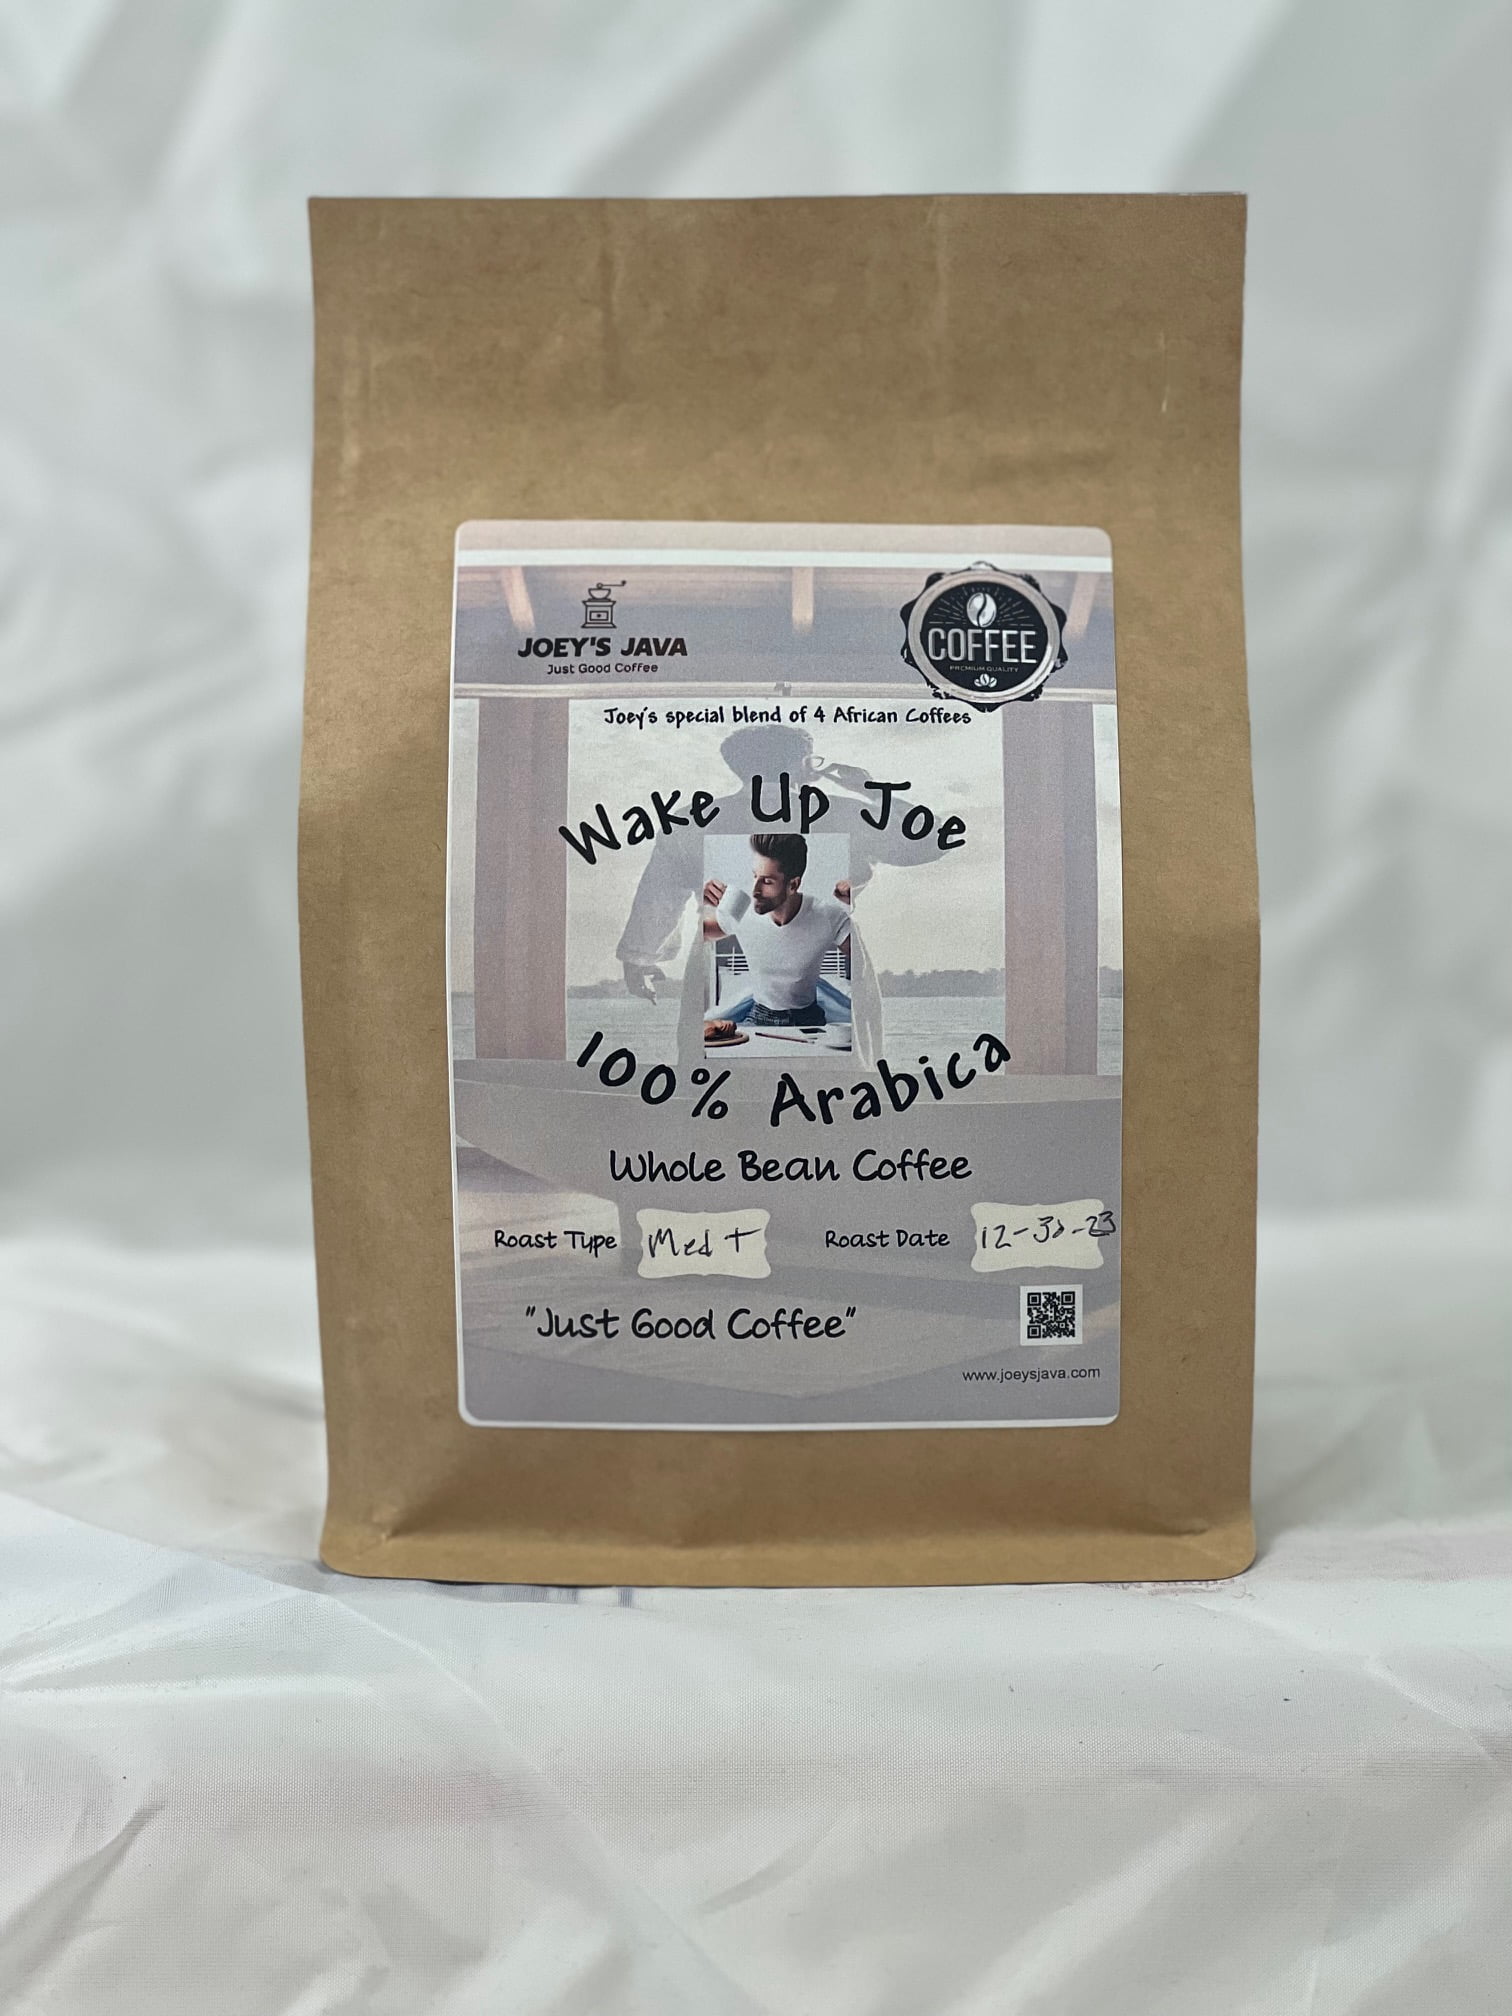 JOEY'S JAVA
Just Good Coffee
COFFEE
PREMIUM QUALITY
Joey's special blend of 4 African Coffees
Wake Up Joe
100% Arabica
Whole Bean Coffee
Roast Type Med + Roast Date 12-30-23
"Just Good Coffee"
www.joeysjava.com